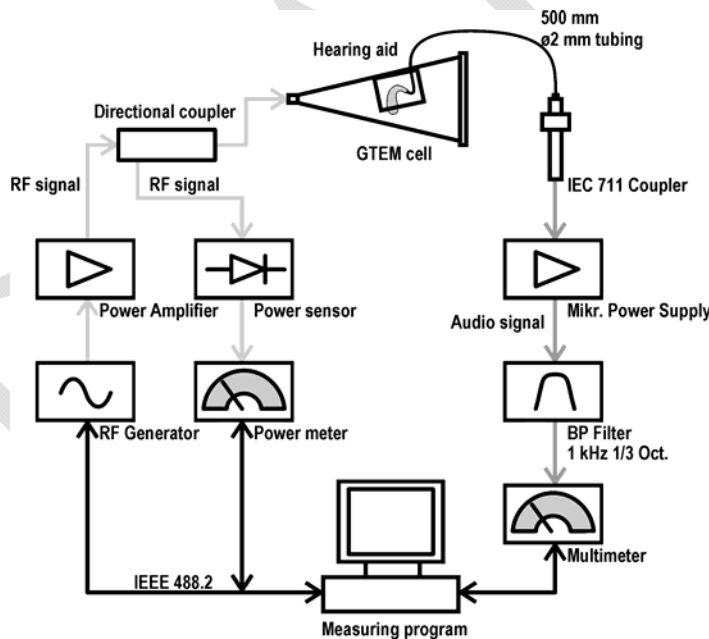 500 mm
ø2 mm tubing
Hearing aid
Directional coupler
GTEM cell
RF signal
RF signal
IEC 711 Coupler
Power Amplifier
Power sensor
Mikr. Power Supply
Audio signal
RF Generator
Power meter
BP Filter
1 kHz 1/3 Oct.
Multimeter
IEEE 488.2
Measuring program